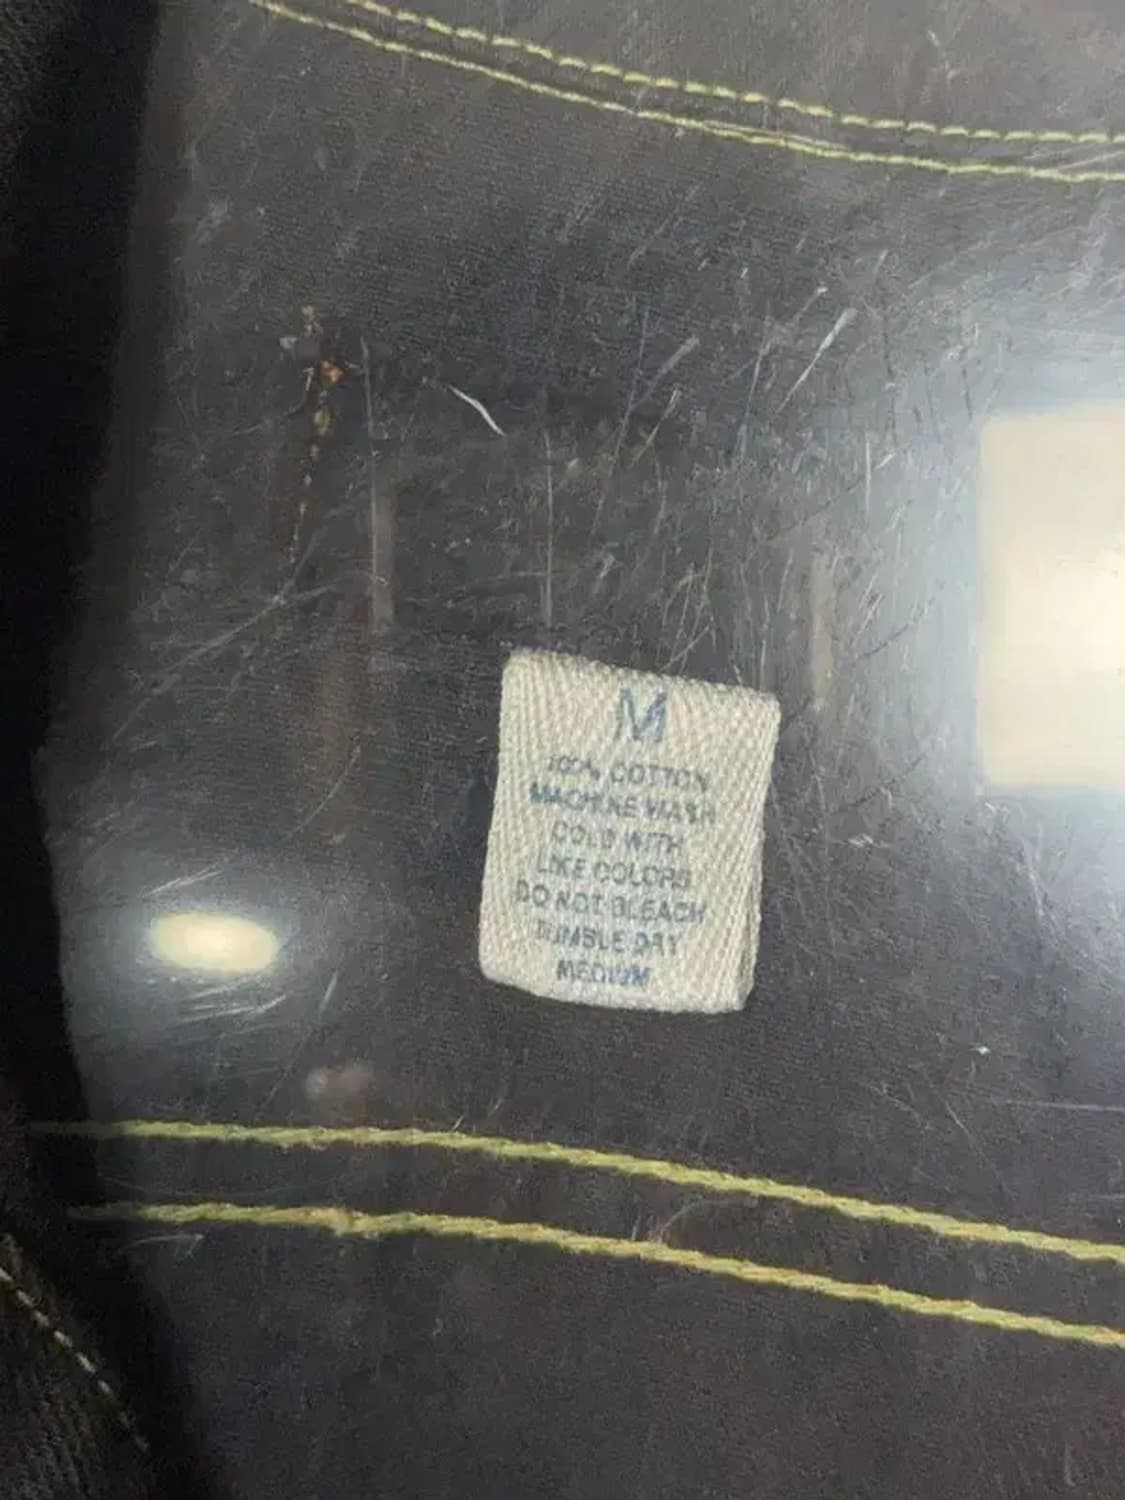 M
100% COTTON
MACHINE WASH
COLD WITH
LIKE COLORS
DO NOT BLEACH
TUMBLE DRY
MEDIUM